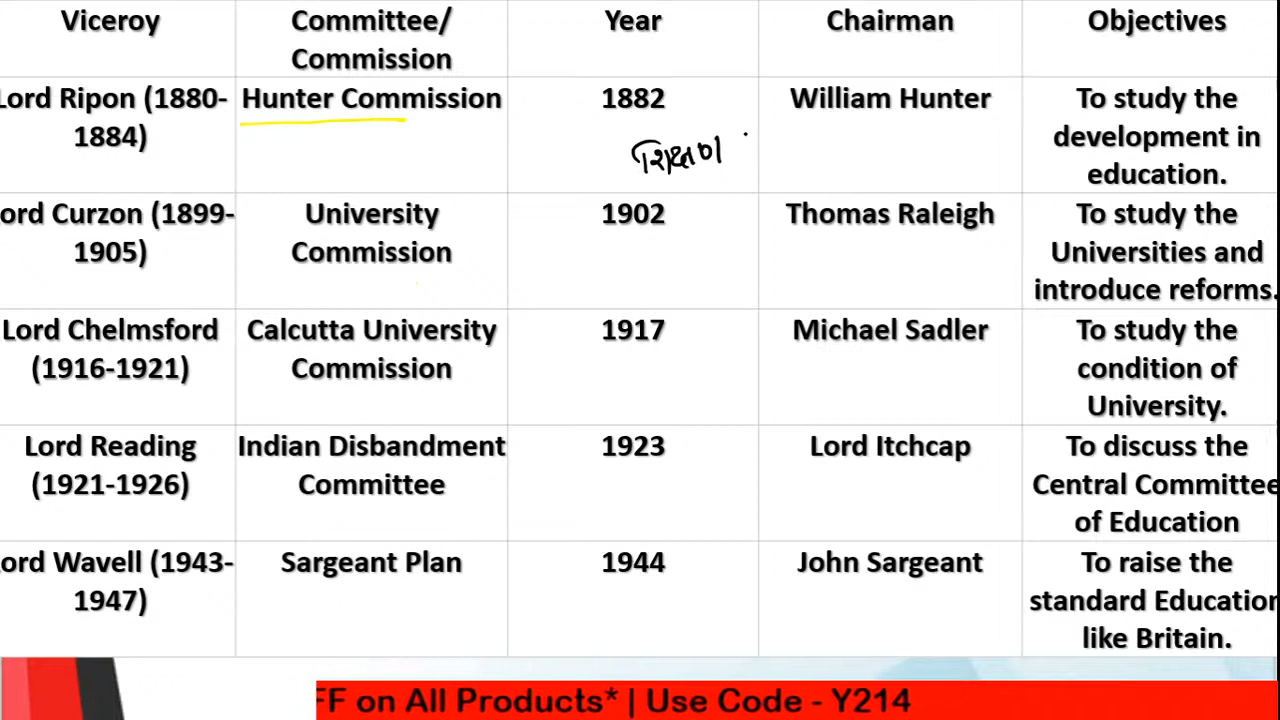 Viceroy
Committee/
Commission
Year
Chairman
Objectives
Lord Ripon (1880-
1884)
Hunter Commission
1882
William Hunter
To study the
development in
education.
ord Curzon (1899-
1905)
University
Commission
1902
Thomas Raleigh
To study the
Universities and
introduce reforms.
Lord Chelmsford
(1916-1921)
Calcutta University
Commission
1917
Michael Sadler
To study the
condition of
University.
Lord Reading
(1921-1926)
Indian Disbandment
Committee
1923
Lord Itchcap
To discuss the
Central Committee
of Education
ord Wavell (1943-
1947)
Sargeant Plan
1944
John Sargeant
To raise the
standard Education
like Britain.
FF on All Products* | Use Code - Y214